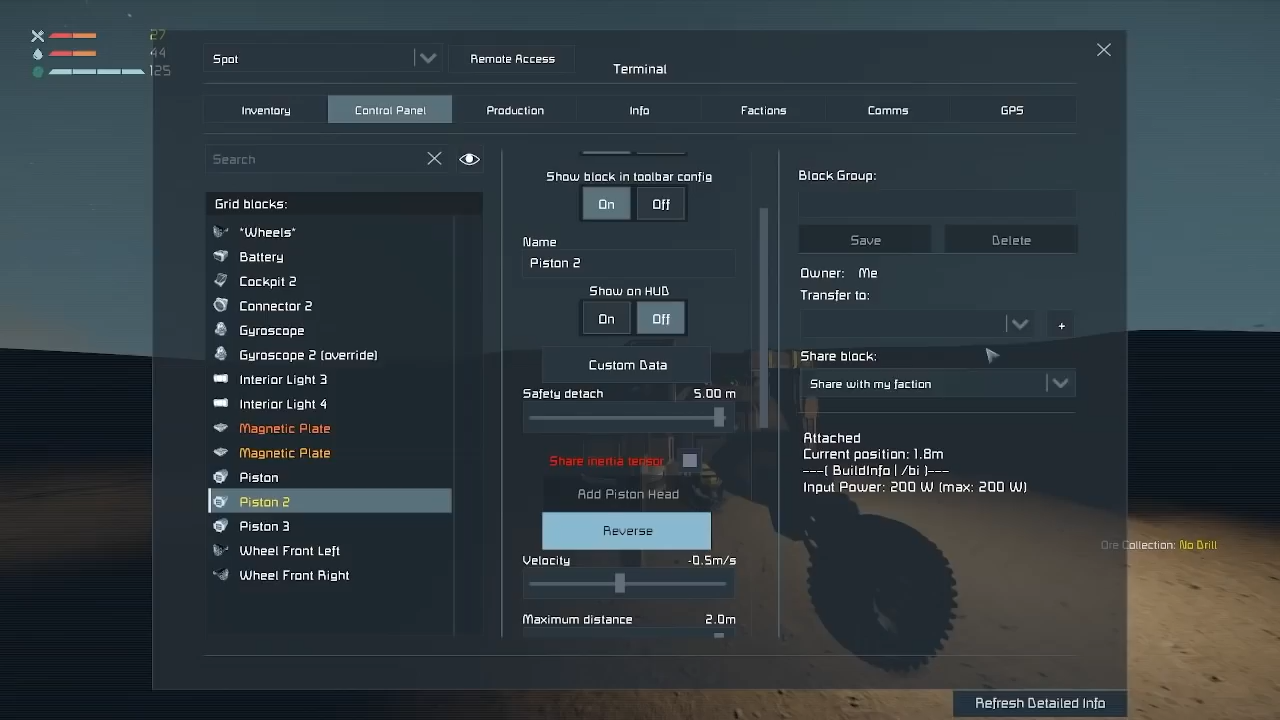 27
44
125
Spot
Remote Access
Terminal
Inventory
Control Panel
Production
Info
Factions
Comms
GPS
Search
Grid blocks:
*Wheels*
Battery
Cockpit 2
Connector 2
Gyroscope
Gyroscope 2 (override)
Interior Light 3
Interior Light 4
Magnetic Plate
Magnetic Plate
Piston
Piston 2
Piston 3
Wheel Front Left
Wheel Front Right
Show block in toolbar config
On Off
Name
Piston 2
Show on HUD
On Off
Custom Data
Safety detach 5.00 m
Share inertia tensor
Add Piston Head
Reverse
Velocity -0.5m/s
Maximum distance 2.0m
Block Group:
Save Delete
Owner: Me
Transfer to:
+
Share block:
Share with my faction
Attached
Current position: 1.8m
---( BuildInfo | /bi )---
Input Power: 200 W (max: 200 W)
Ore Collection: No Drill
Refresh Detailed Info